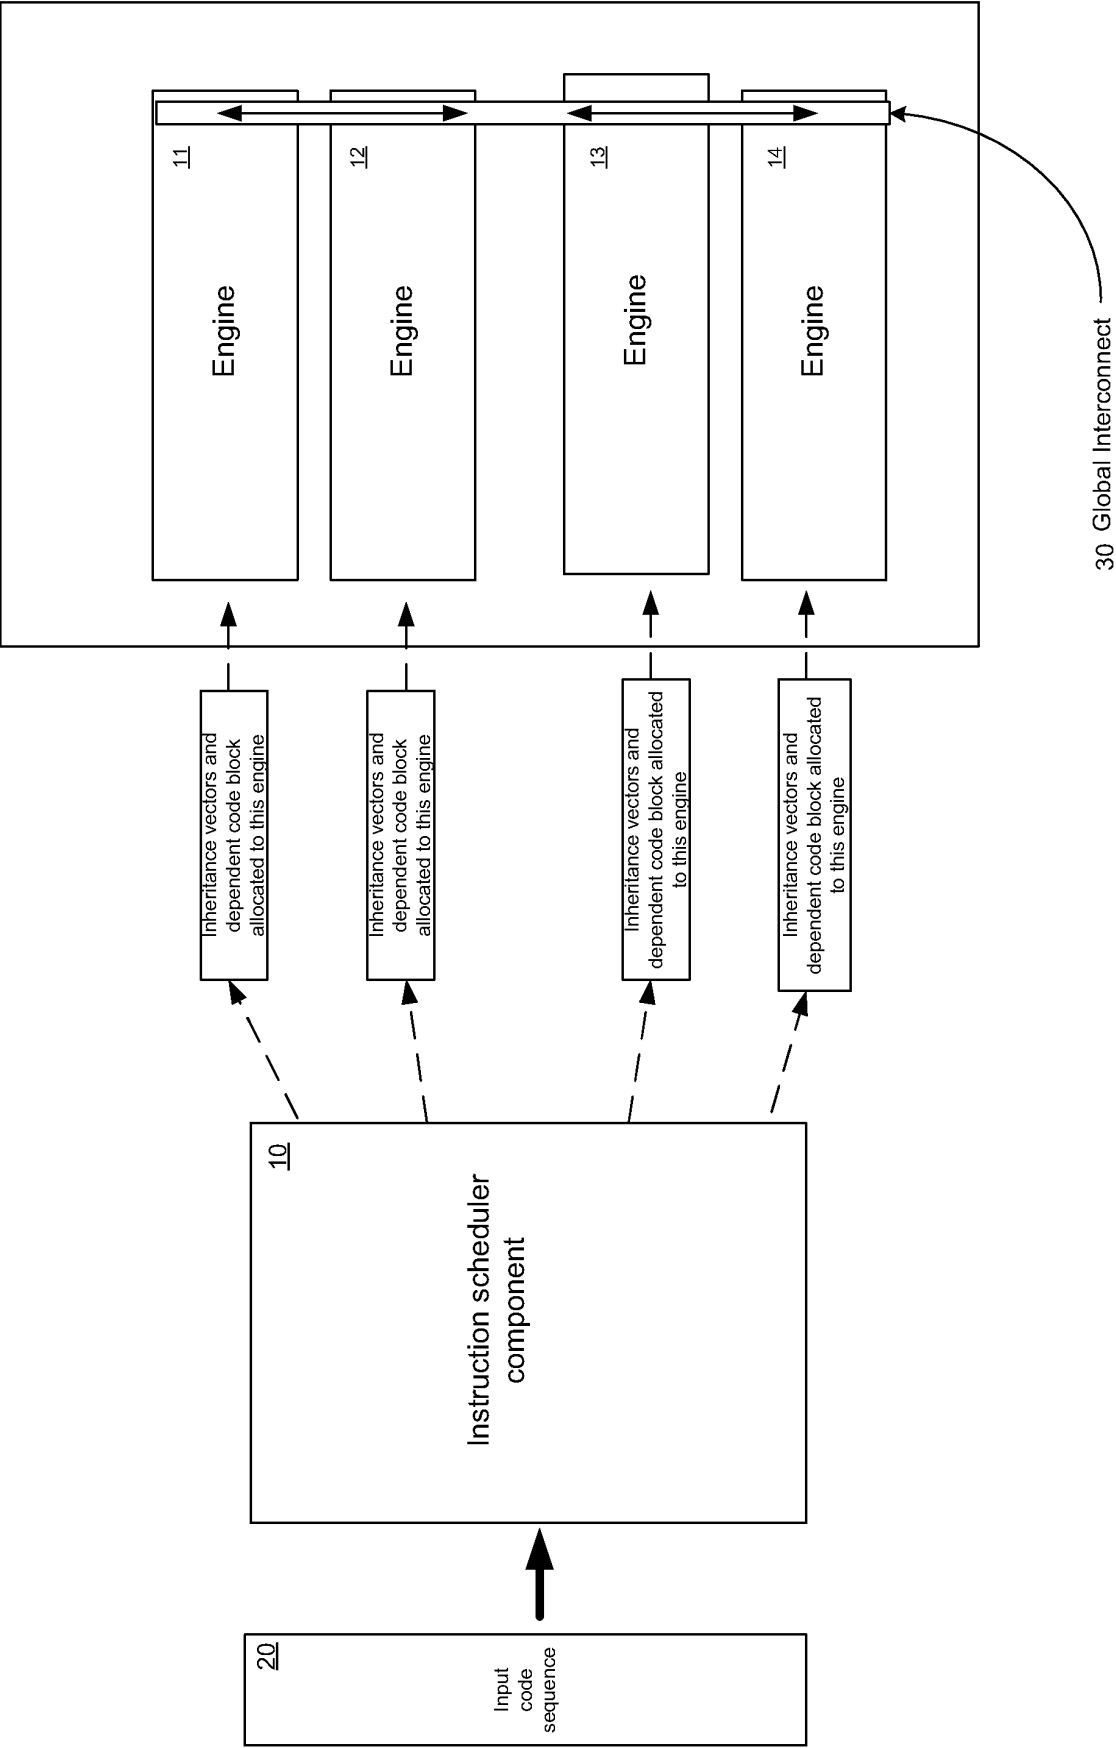 20
Input
code
sequence
10
Instruction scheduler
component
Inheritance vectors and
dependent code block
allocated to this engine
Inheritance vectors and
dependent code block
allocated to this engine
Inheritance vectors and
dependent code block allocated
to this engine
Inheritance vectors and
dependent code block allocated
to this engine
11
Engine
12
Engine
13
Engine
14
Engine
30 Global Interconnect